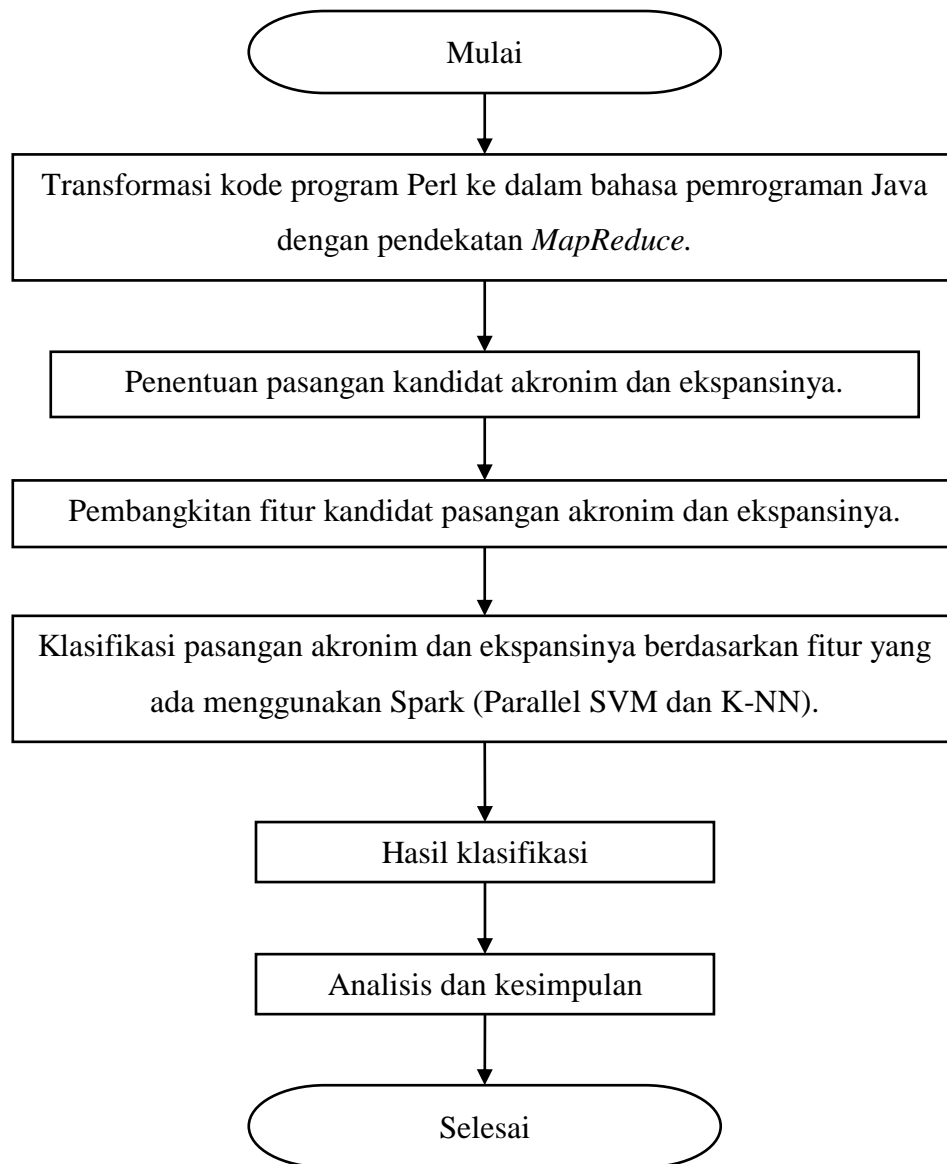 Mulai
Transformasi kode program Perl ke dalam bahasa pemrograman Java
dengan pendekatan MapReduce.
Penentuan pasangan kandidat akronim dan ekspansinya.
Pembangkitan fitur kandidat pasangan akronim dan ekspansinya.
Klasifikasi pasangan akronim dan ekspansinya berdasarkan fitur yang
ada menggunakan Spark (Parallel SVM dan K-NN).
Hasil klasifikasi
Analisis dan kesimpulan
Selesai